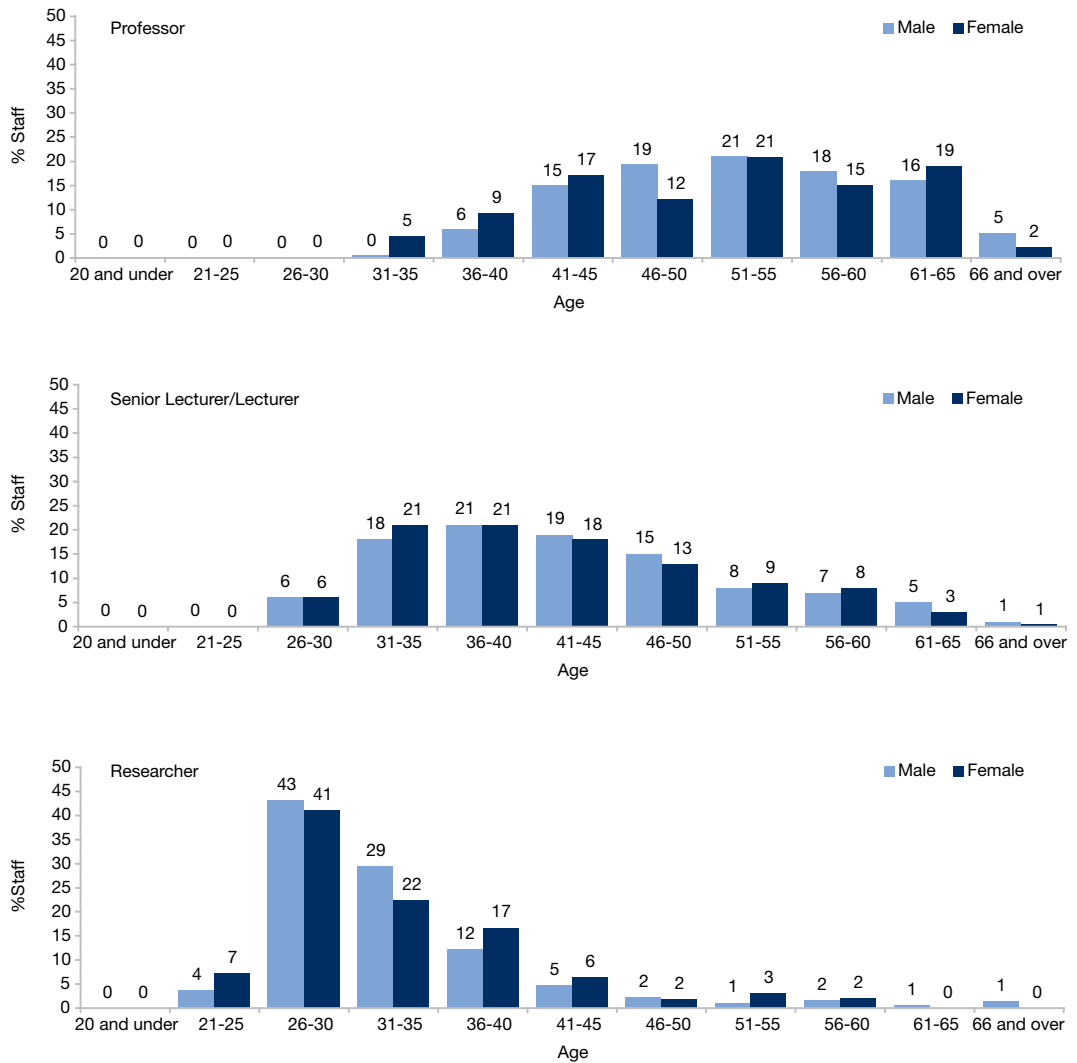 Professor
Male Female
50
45
40
35
30
25
20
15
10
5
0
% Staff
0 0 0 0 0 0 0 5 6 9 15 17 19 12 21 21 18 15 16 19 5 2
20 and under 21-25 26-30 31-35 36-40 41-45 46-50 51-55 56-60 61-65 66 and over
Age
Senior Lecturer/Lecturer
Male Female
50
45
40
35
30
25
20
15
10
5
0
% Staff
0 0 0 0 6 6 18 21 21 21 19 18 15 13 8 9 7 8 5 3 1 1
20 and under 21-25 26-30 31-35 36-40 41-45 46-50 51-55 56-60 61-65 66 and over
Age
Researcher
Male Female
50
45
40
35
30
25
20
15
10
5
0
%Staff
0 0 4 7 43 41 29 22 12 17 5 6 2 2 1 3 2 2 1 0 1 0
20 and under 21-25 26-30 31-35 36-40 41-45 46-50 51-55 56-60 61-65 66 and over
Age